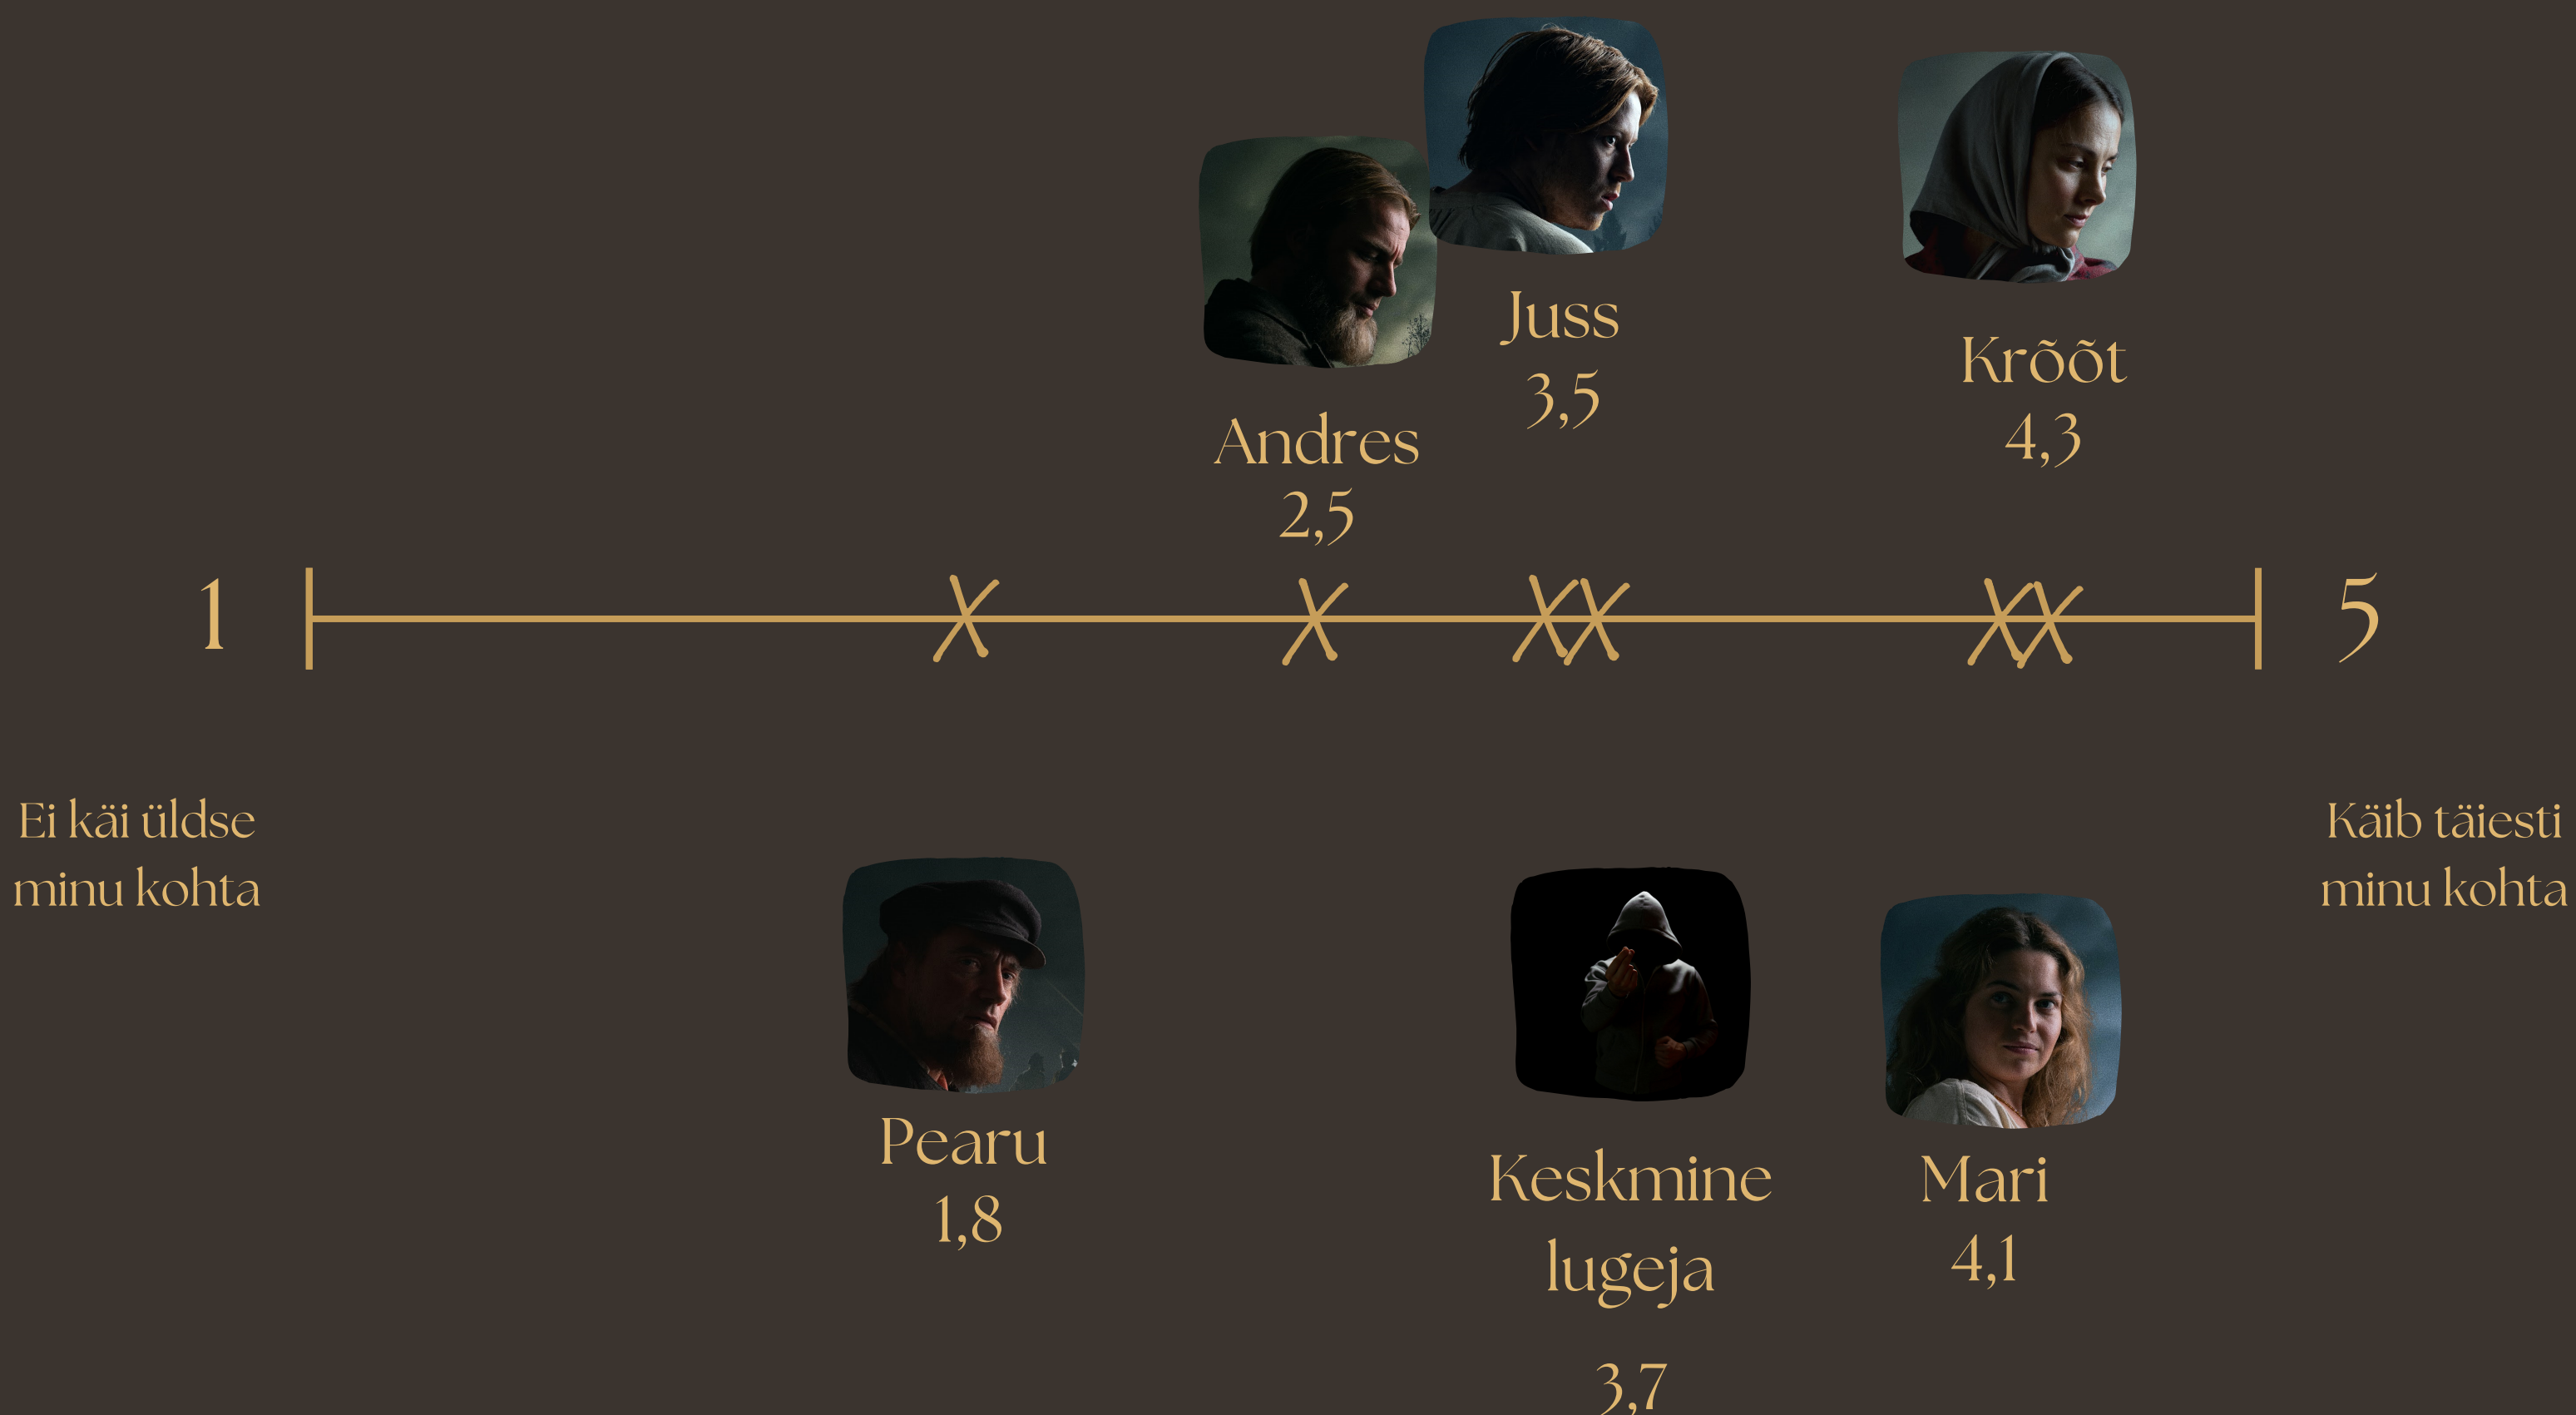 Juss
3,5
Krõõt
4,3
Andres
2,5
1
5
Ei käi üldse
minu kohta
Käib täiesti
minu kohta
Pearu
1,8
Keskmine
lugeja
3,7
Mari
4,1